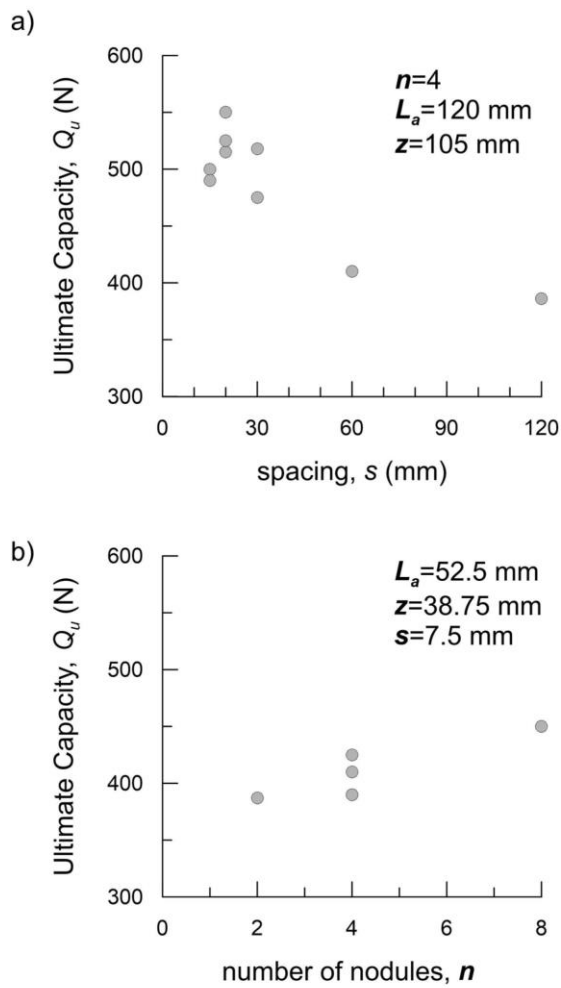 a)
600
500
400
300
Ultimate Capacity, Qu (N)
n=4
La=120 mm
z=105 mm
0 30 60 90 120
spacing, s (mm)
b)
600
500
400
300
Ultimate Capacity, Qu (N)
La=52.5 mm
z=38.75 mm
s=7.5 mm
0 2 4 6 8
number of nodules, n